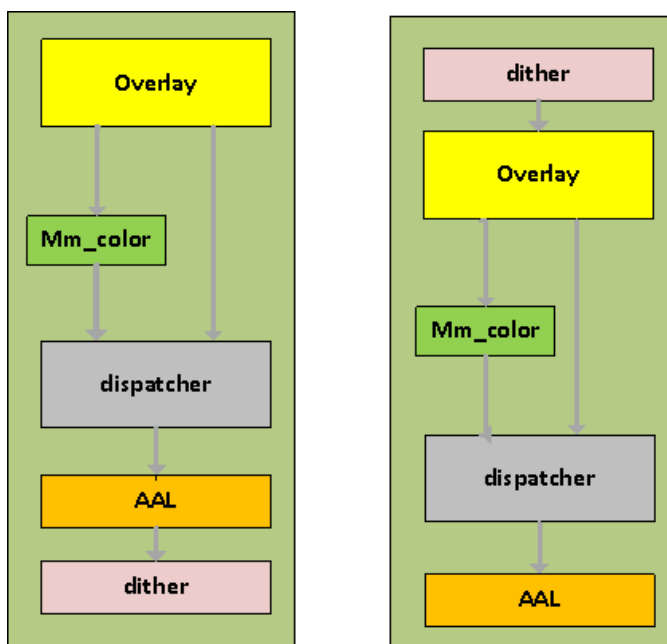 Overlay
Mm_color
dispatcher
AAL
dither
dither
Overlay
Mm_color
dispatcher
AAL